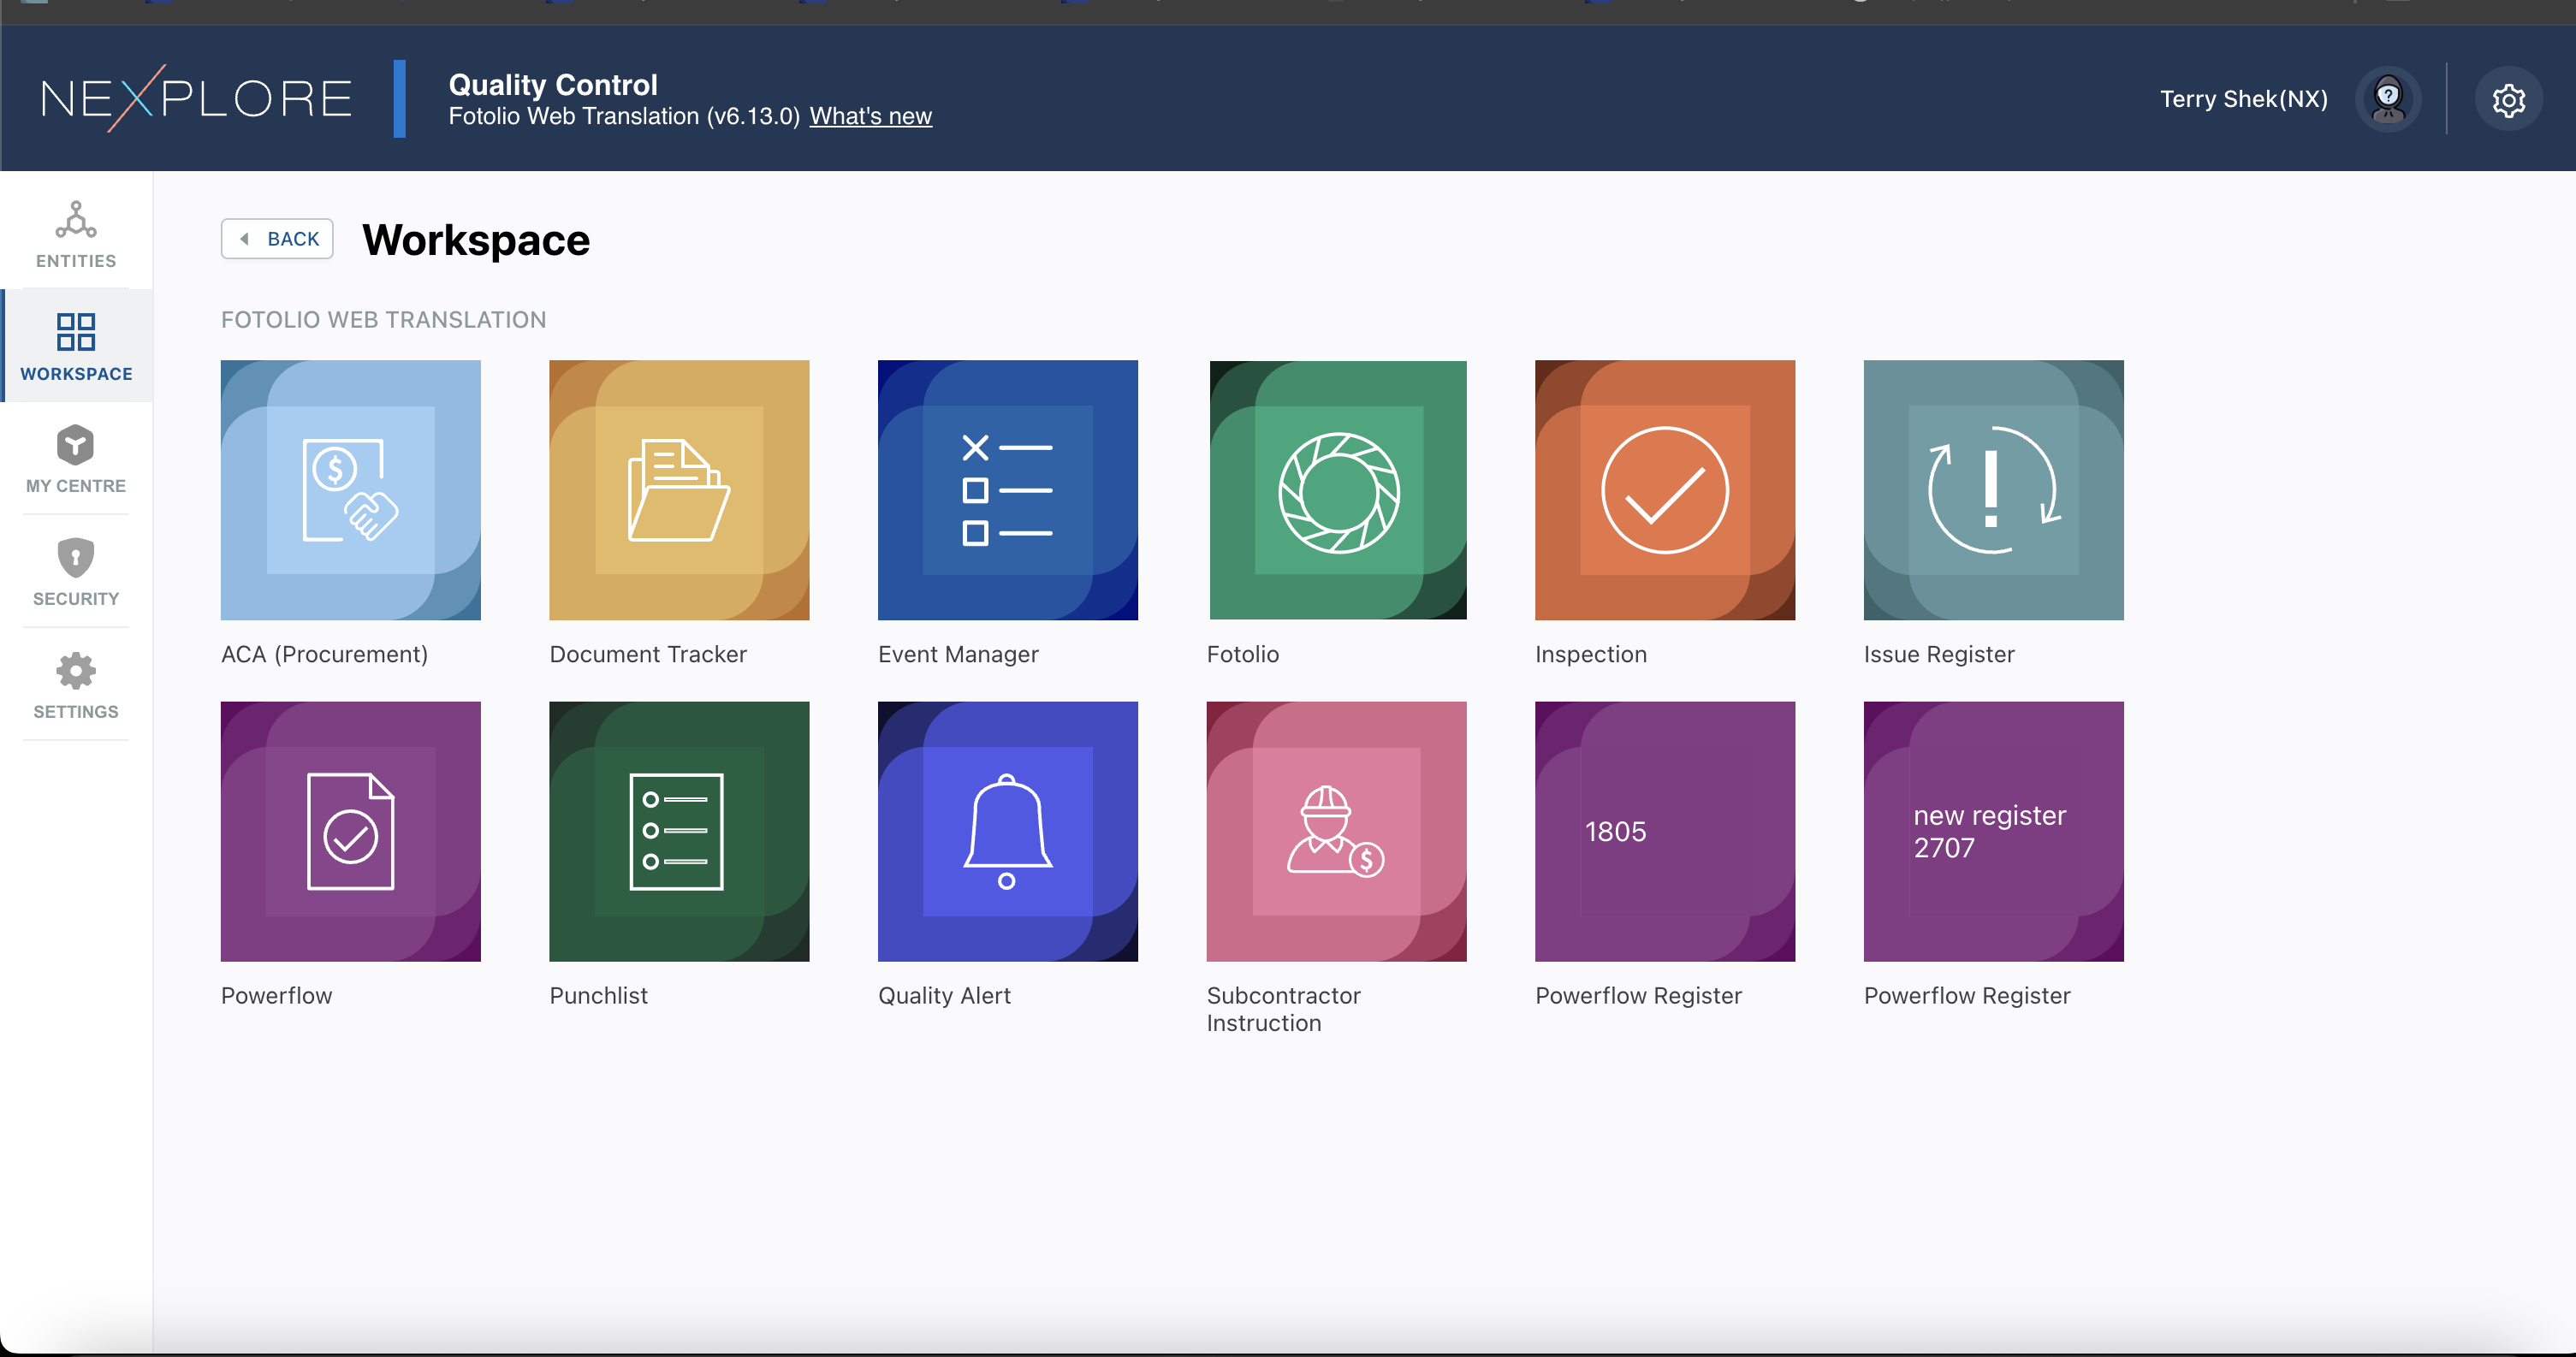 NEXPLORE
Quality Control
Fotolio Web Translation (v6.13.0) What's new
Terry Shek(NX)
?
ENTITIES
WORKSPACE
MY CENTRE
SECURITY
SETTINGS
BACK
Workspace
FOTOLIO WEB TRANSLATION
$
ACA (Procurement)
Document Tracker
Event Manager
Fotolio
Inspection
!
Issue Register
Powerflow
Punchlist
Quality Alert
$
Subcontractor
Instruction
1805
Powerflow Register
new register
2707
Powerflow Register